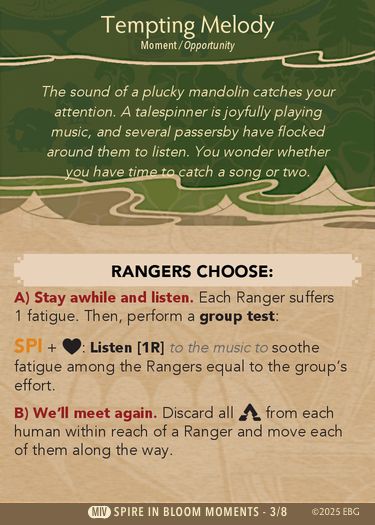 Tempting Melody
Moment / Opportunity
The sound of a plucky mandolin catches your
attention. A talespinner is joyfully playing
music, and several passersby have flocked
around them to listen. You wonder whether
you have time to catch a song or two.
RANGERS CHOOSE:
A) Stay awhile and listen. Each Ranger suffers
1 fatigue. Then, perform a group test:
SPI + : Listen [1R] to the music to soothe
fatigue among the Rangers equal to the group's
effort.
B) We'll meet again. Discard all from each
human within reach of a Ranger and move each
of them along the way.
MIV SPIRE IN BLOOM MOMENTS - 3/8
©2025 EBG